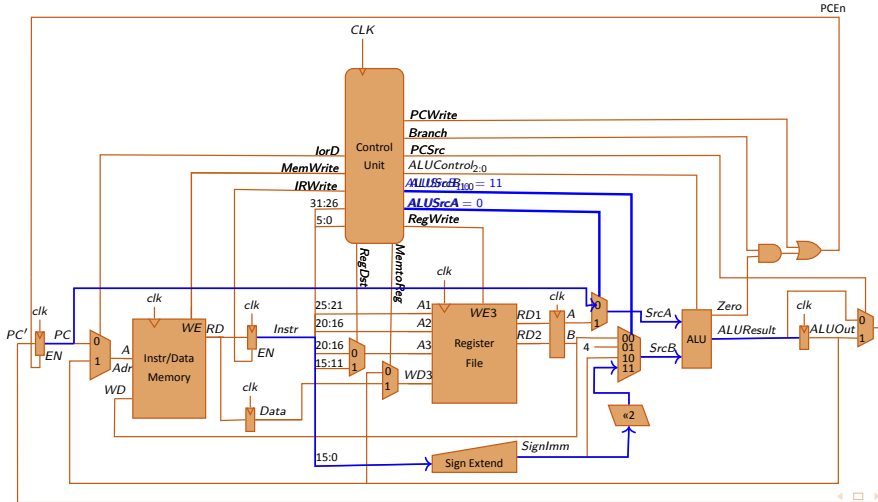 PCEn
CLK
Control
Unit
PCWrite
Branch
PCSrc
ALUControl2:0
= 11
ALUSrcA = 0
RegWrite
IorD
MemWrite
IRWrite
31:26
5:0
RegDst
MemtoReg
clk
PC′
PC
EN
0
1
A
Adr
WD
clk
WE
RD
Instr/Data
Memory
clk
Instr
EN
clk
Data
25:21
20:16
20:16
15:11
15:0
0
1
0
1
clk
A1
A2
A3
WD3
WE3
RD1
RD2
Register
File
clk
A
B
4
0
1
00
01
10
11
SrcA
SrcB
ALU
Zero
ALUResult
clk
ALUOut
0
1
«2
SignImm
Sign Extend